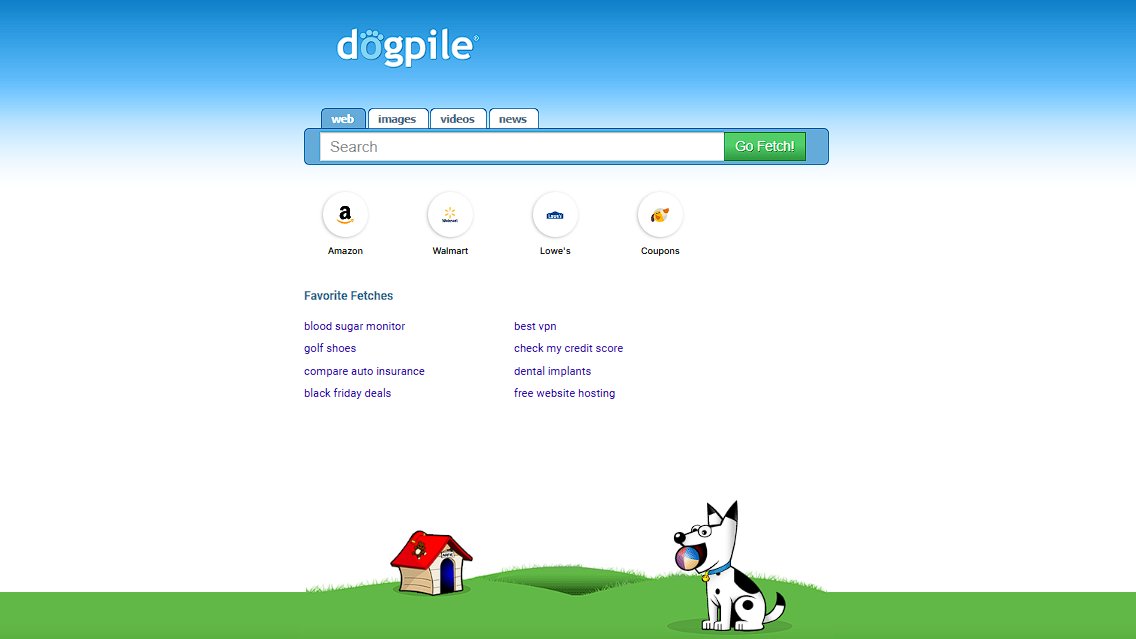 dogpile®
web images videos news
Search Go Fetch!
Amazon Walmart Lowe's Coupons
Favorite Fetches
blood sugar monitor best vpn
golf shoes check my credit score
compare auto insurance dental implants
black friday deals free website hosting